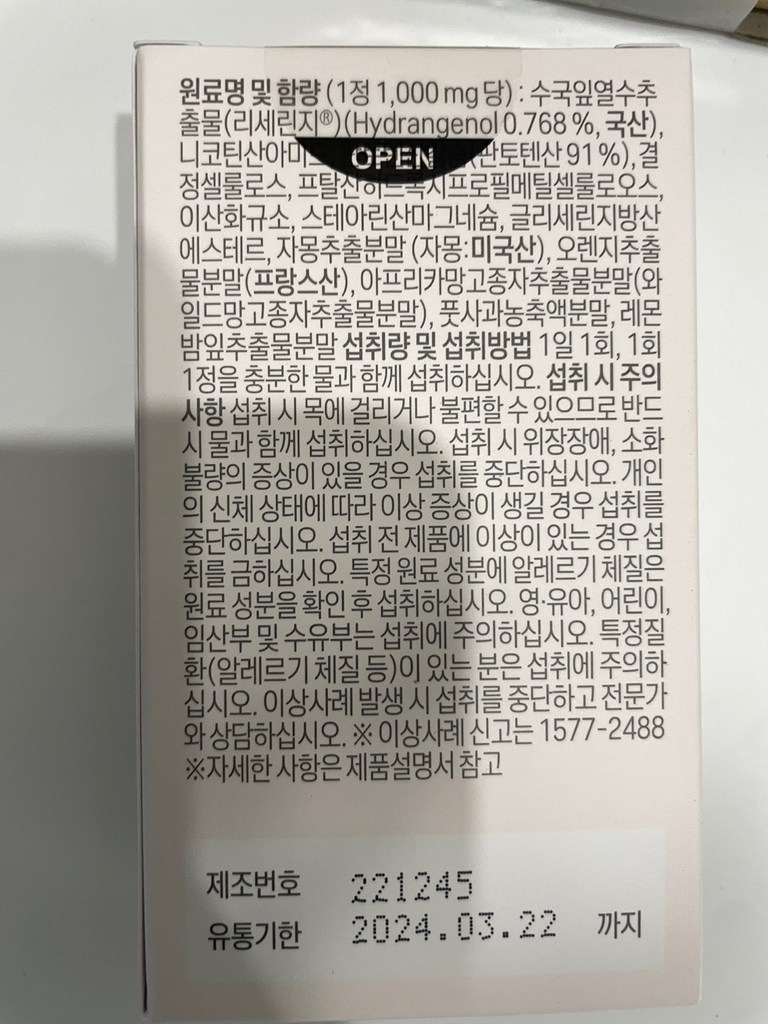 원료명 및 함량 (1정 1,000 mg 당) : 수국잎열수추
출물(리세린지®)(Hydrangenol 0.768 %, 국산),
OPEN
판토텐산 91 %), 결
정셀룰로스, 프탈산히드록시프로필메틸셀룰로오스,
이산화규소, 스테아린산마그네슘, 글리세린지방산
에스테르, 자몽추출분말 (자몽:미국산), 오렌지추출
물분말(프랑스산), 아프리카망고종자추출물분말(와
일드망고종자추출물분말), 풋사과농축액분말, 레몬
밤잎추출물분말 섭취량 및 섭취방법 1일 1회, 1회
1정을 충분한 물과 함께 섭취하십시오. 섭취 시 주의
사항 섭취 시 목에 걸리거나 불편할 수 있으므로 반드
시 물과 함께 섭취하십시오. 섭취 시 위장장애, 소화
불량의 증상이 있을 경우 섭취를 중단하십시오. 개인
의 신체 상태에 따라 이상 증상이 생길 경우 섭취를
중단하십시오. 섭취 전 제품에 이상이 있는 경우 섭
취를 금하십시오. 특정 원료 성분에 알레르기 체질은
원료 성분을 확인 후 섭취하십시오. 영·유아, 어린이,
임산부 및 수유부는 섭취에 주의하십시오. 특정질
환(알레르기 체질 등)이 있는 분은 섭취에 주의하
십시오. 이상사례 발생 시 섭취를 중단하고 전문가
와 상담하십시오. ※ 이상사례 신고는 1577-2488
※자세한 사항은 제품설명서 참고
제조번호 221245
유통기한 2024.03.22 까지